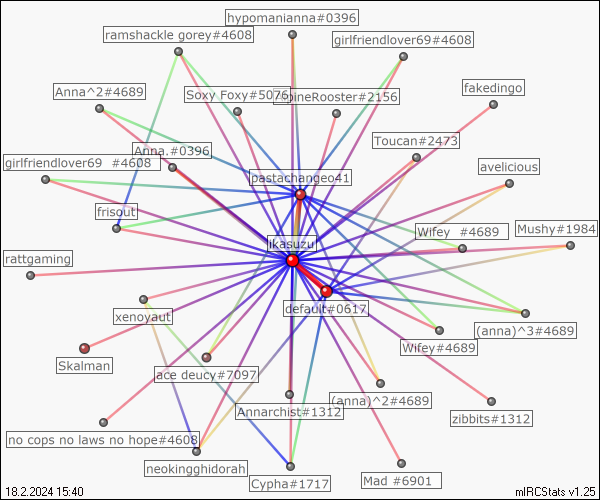 hypomanianna#0396
ramshackle gorey#4608
girlfriendlover69#4608
Anna^2#4689
Soxy Foxy#5076
pineRooster#2156
fakedingo
Toucan#2473
Anna.#0396
girlfriendlover69  #4608
avelicious
pastachangeo41
frisout
Wifey  #4689
Mushy#1984
ikasuzu
rattgaming
default#0617
xenoyaut
(anna)^3#4689
Wifey#4689
Skalman
ace deucy#7097
(anna)^2#4689
Annarchist#1312
zibbits#1312
no cops no laws no hope#4608
neokingghidorah
Cypha#1717
Mad  #6901
18.2.2024 15:40
mIRCStats v1.25